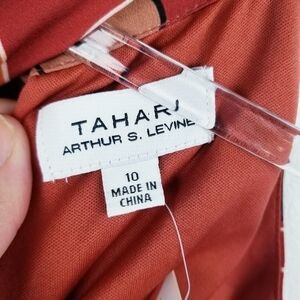 TAHARI
ARTHUR S. LEVINE
10
MADE IN
CHINA